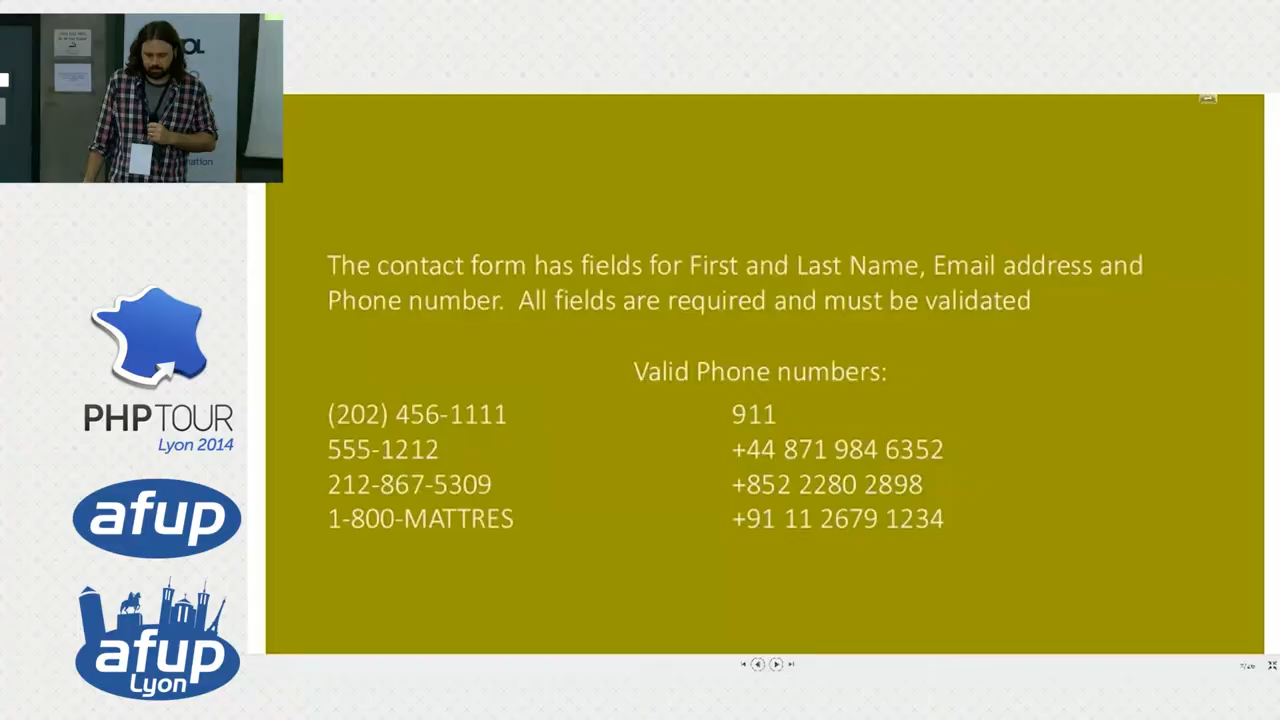 The contact form has fields for First and Last Name, Email address and
Phone number.  All fields are required and must be validated
Valid Phone numbers:
(202) 456-1111
555-1212
212-867-5309
1-800-MATTRES
911
+44 871 984 6352
+852 2280 2898
+91 11 2679 1234
PHPTOUR
Lyon 2014
afup
afup
Lyon
7/26